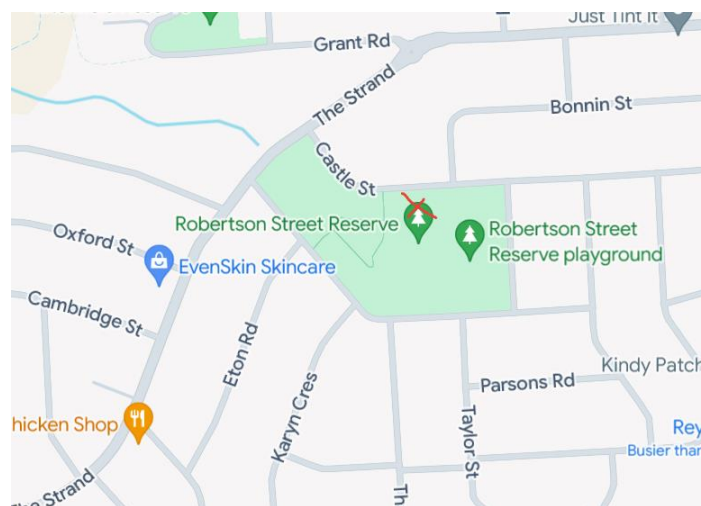 Just Tint It
Grant Rd
The Strand
Bonnin St
Castle St
Robertson Street Reserve
Robertson Street
Reserve playground
Oxford St
EvenSkin Skincare
Cambridge St
Eton Rd
Karyn Cres
Kindy Patch
Parsons Rd
Taylor St
hicken Shop
Rey
Busier than
The Strand
Th